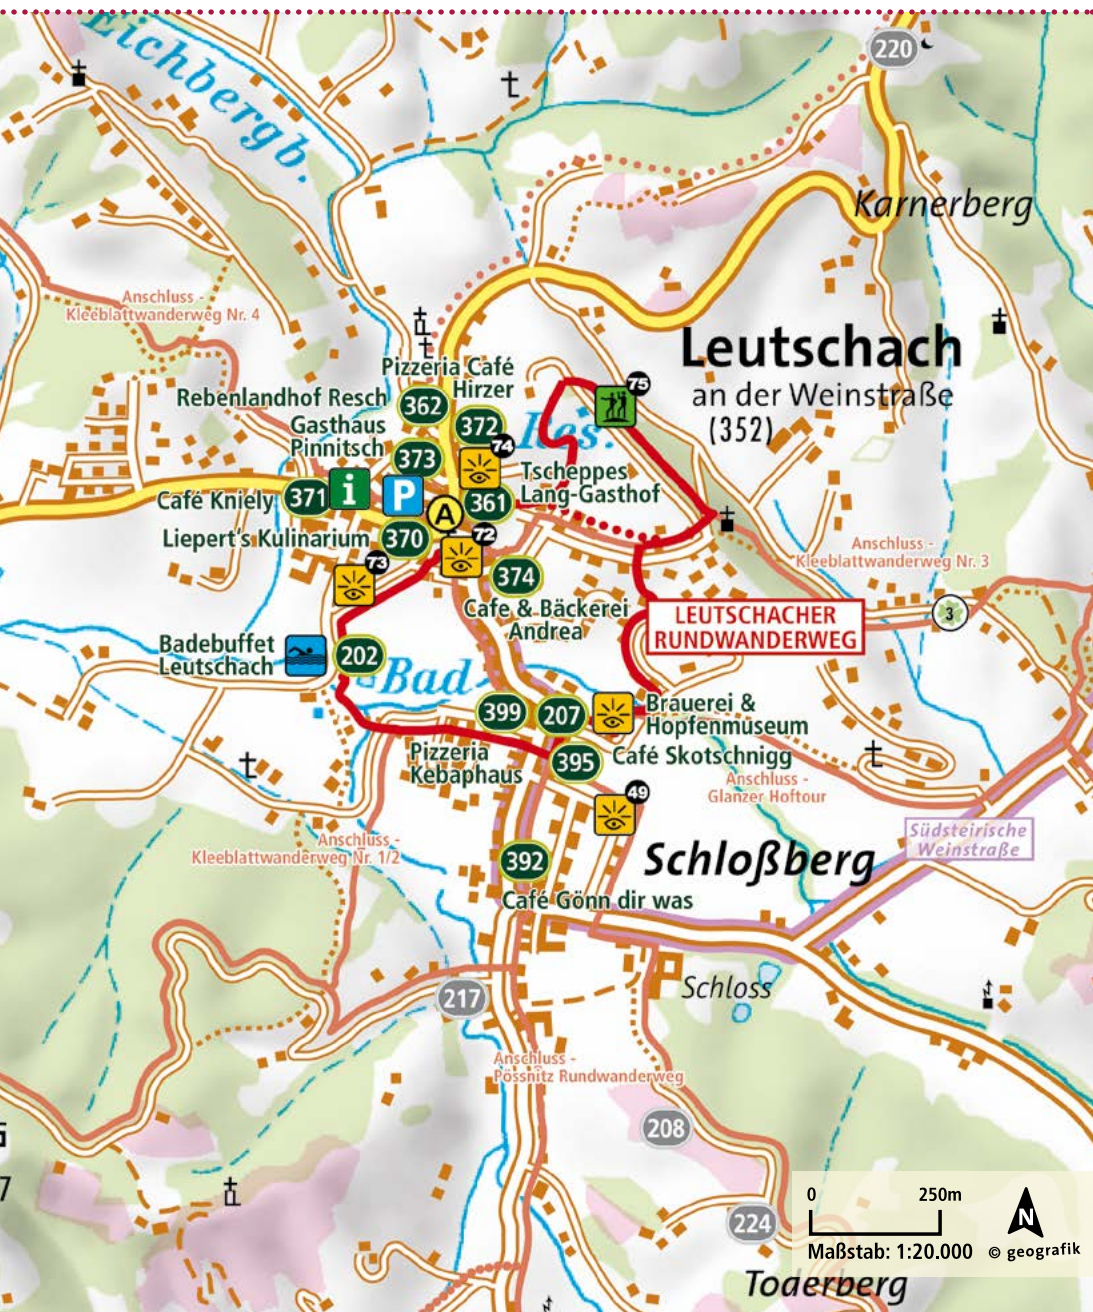 Eichbergb.
220
Karnerberg
Anschluss -
Kleeblattwanderweg Nr. 4
Leutschach
an der Weinstraße
(352)
Pizzeria Café
Hirzer
Rebenlandhof Resch
362
372
75
Gasthaus
Pinnitsch
373
74
Res.
Tscheppes
Lang-Gasthof
Café Kniely
371
i
P
A
361
Liepert's Kulinarium
370
72
73
374
Cafe & Bäckerei
Andrea
Anschluss -
Kleeblattwanderweg Nr. 3
3
LEUTSCHACHER
RUNDWANDERWEG
Badebuffet
Leutschach
202
Bad
399
207
Brauerei &
Hopfenmuseum
Pizzeria
Kebaphaus
395
Café Skotschnigg
Anschluss -
Glanzer Hoftour
49
Südsteirische
Weinstraße
Anschluss -
Kleeblattwanderweg Nr. 1/2
392
Schloßberg
Café Gönn dir was
217
Schloss
Anschluss -
Pössnitz Rundwanderweg
208
7
224
0
250m
N
Maßstab: 1:20.000
© geografik
Toderberg